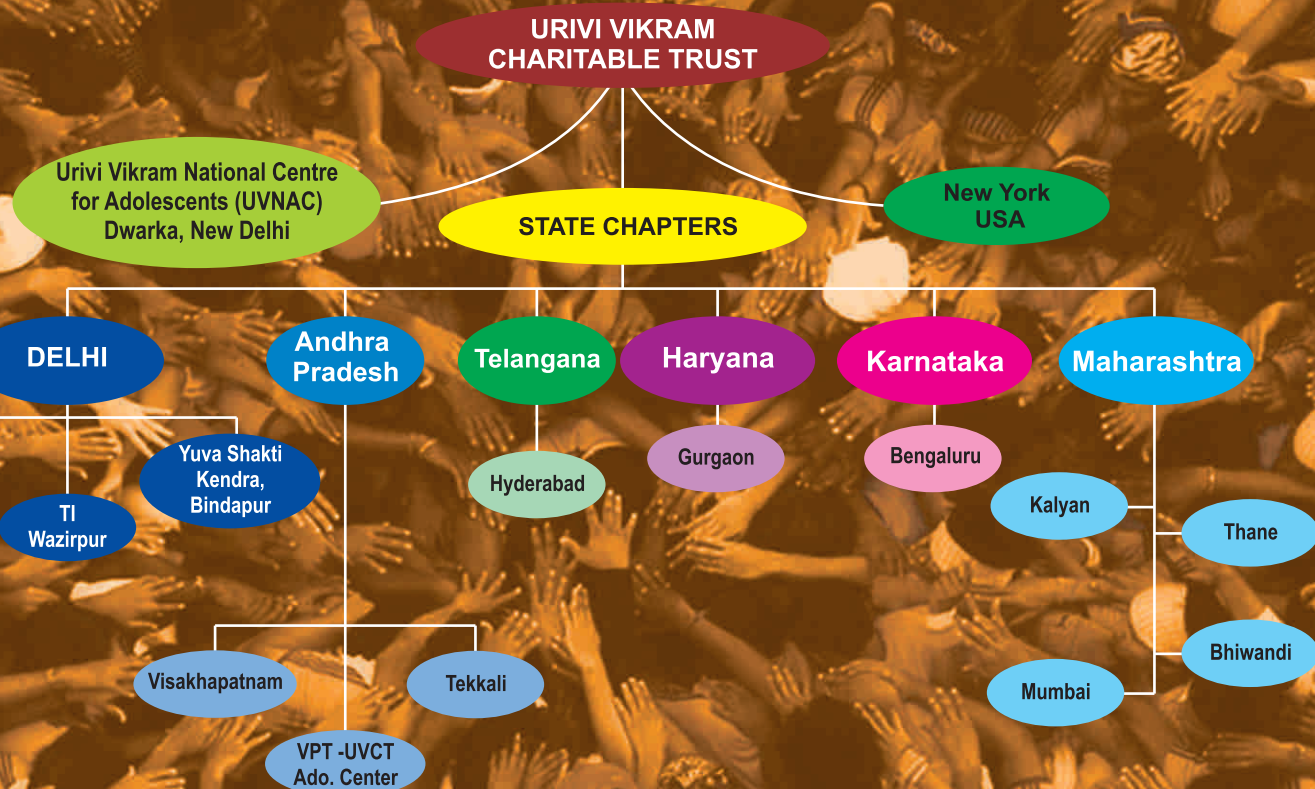 URIVI VIKRAM
CHARITABLE TRUST
Urivi Vikram National Centre
for Adolescents (UVNAC)
Dwarka, New Delhi
STATE CHAPTERS
New York
USA
DELHI
Andhra
Pradesh
Telangana
Haryana
Karnataka
Maharashtra
Yuva Shakti
Kendra,
Bindapur
TI
Wazirpur
Hyderabad
Gurgaon
Bengaluru
Kalyan
Thane
Visakhapatnam
Tekkali
VPT -UVCT
Ado. Center
Mumbai
Bhiwandi